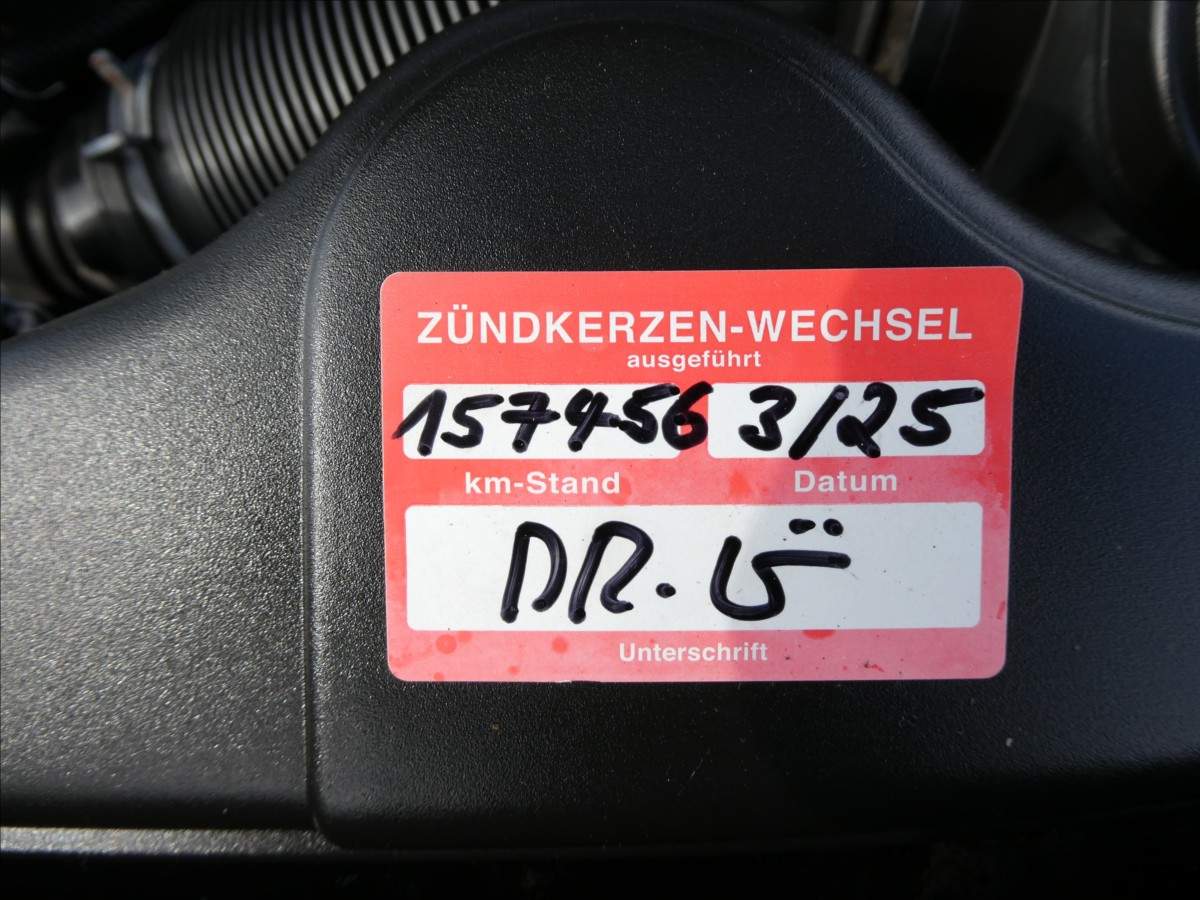 ZÜNDKERZEN-WECHSEL
ausgeführt
157456 3/25
km-Stand Datum
DR. Ü
Unterschrift